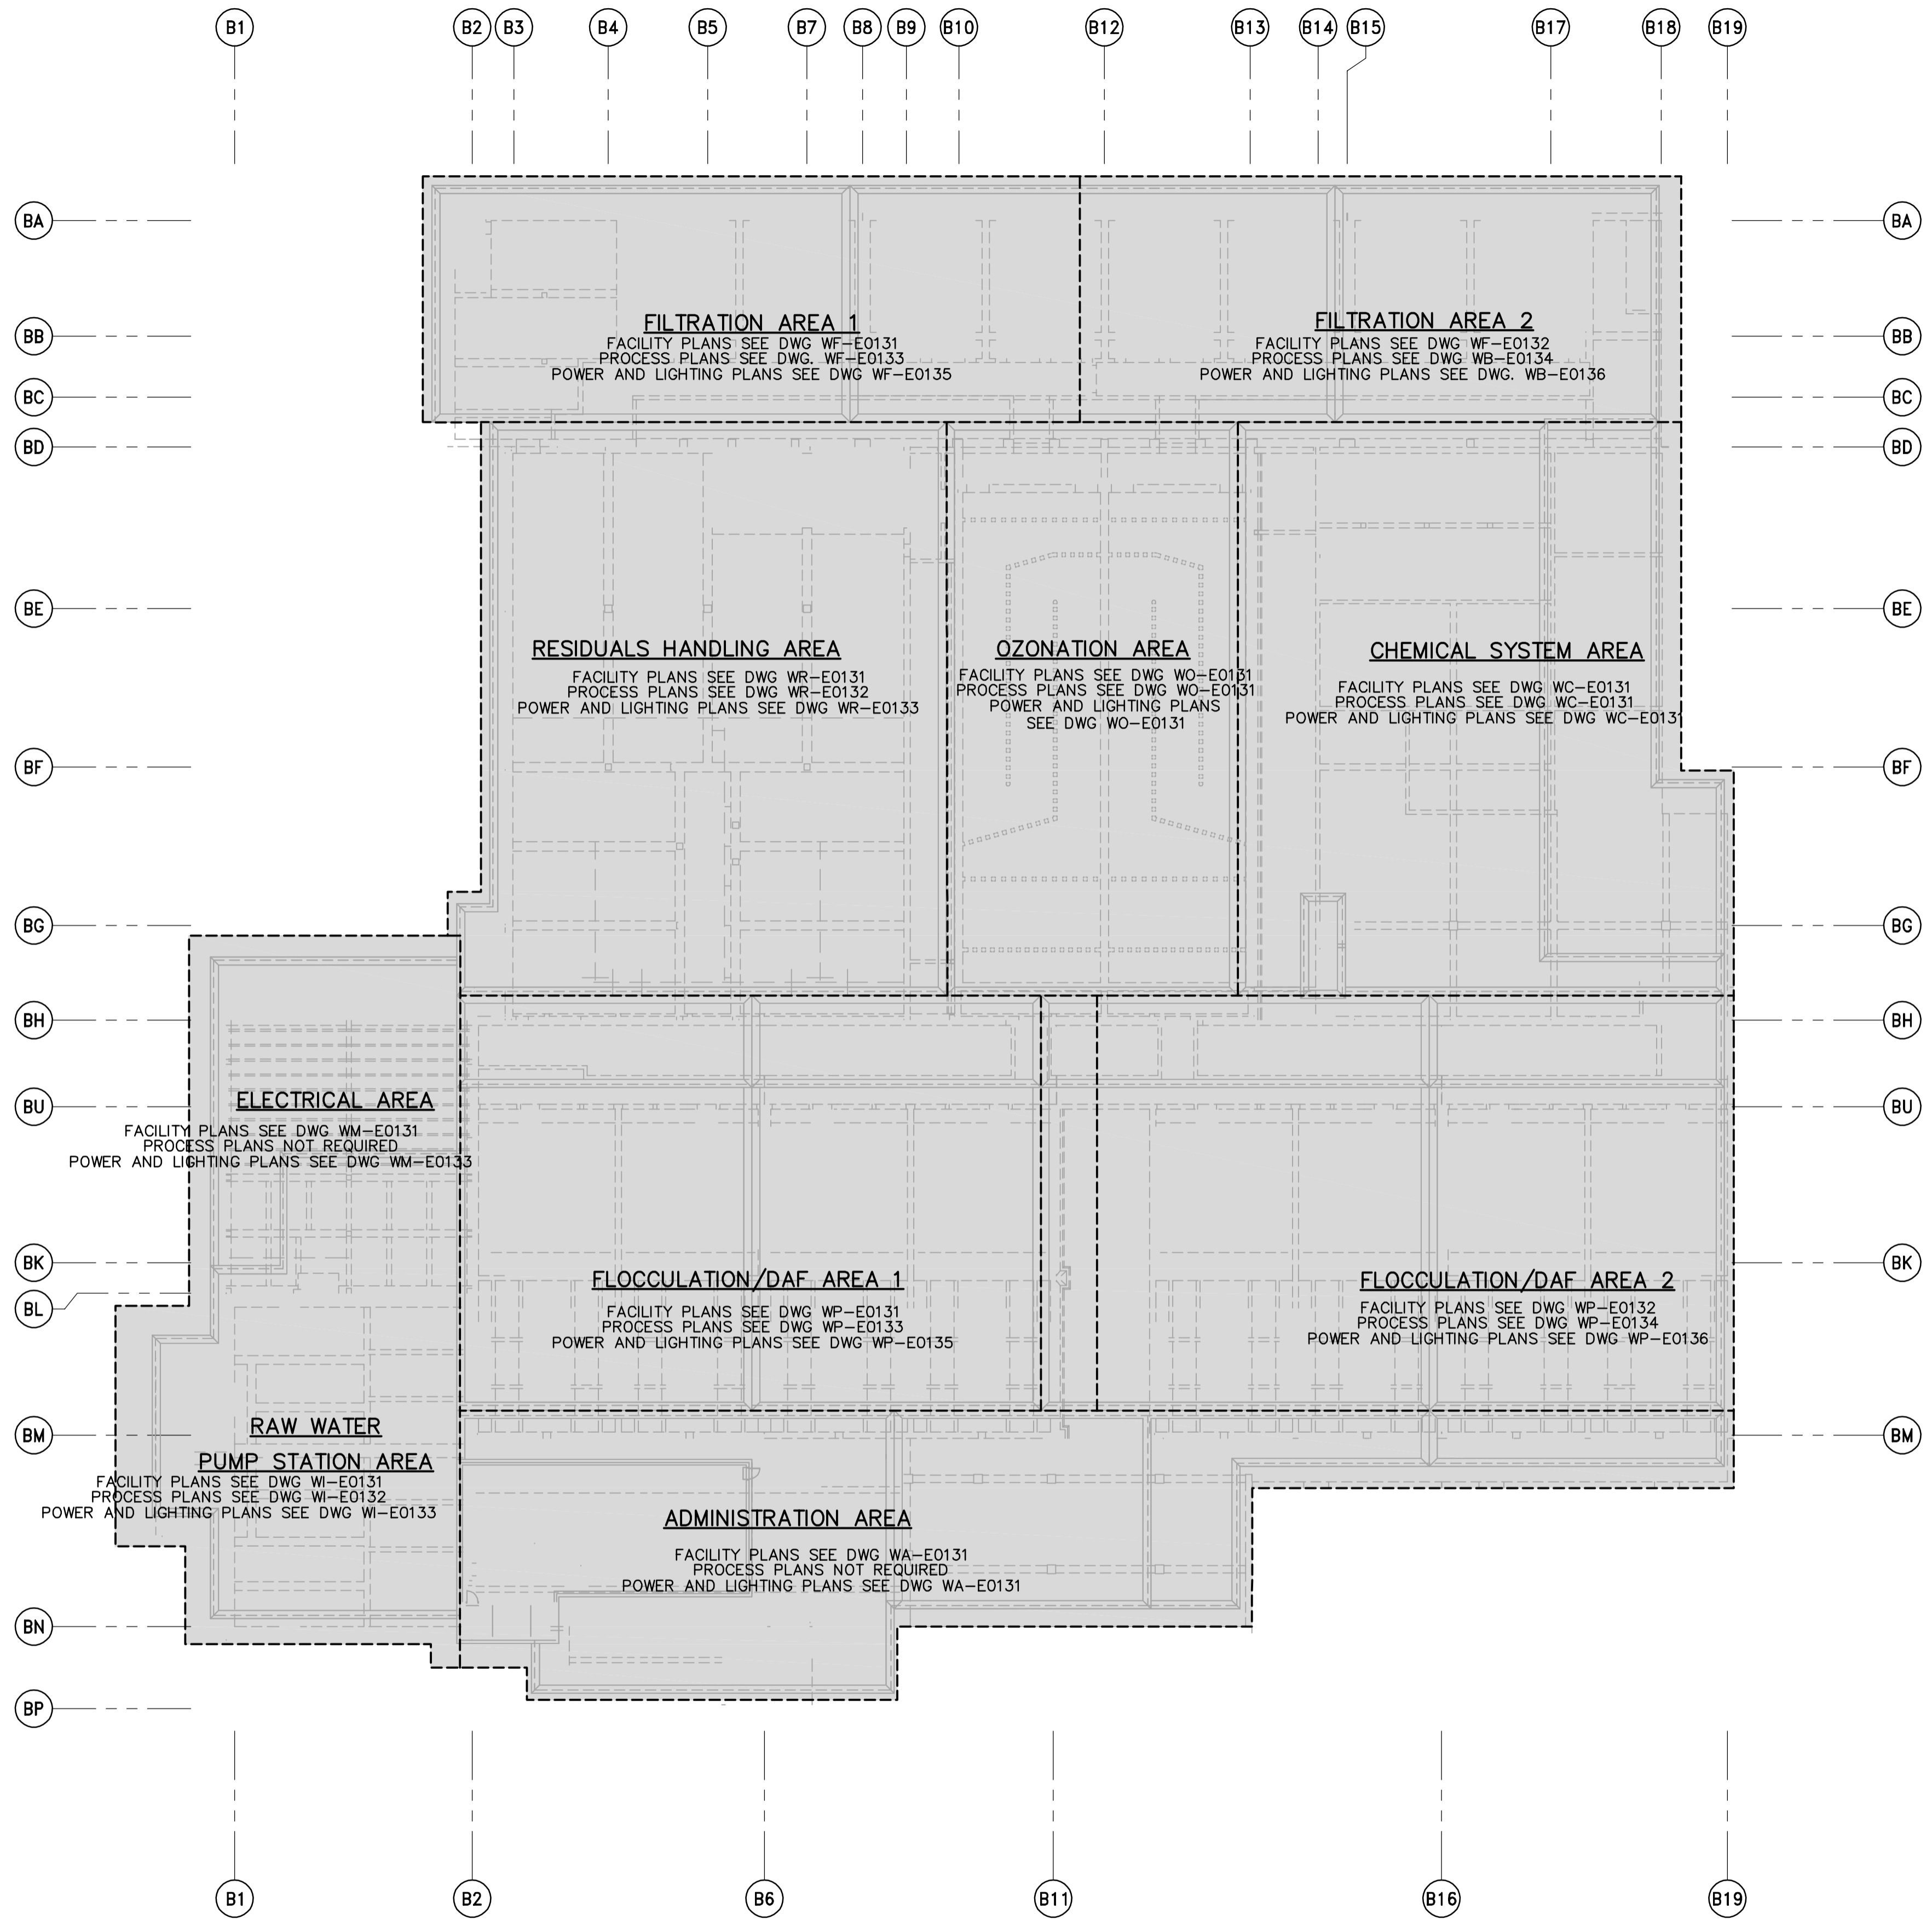 B1 B2 B3 B4 B5 B7 B8 B9 B10 B12 B13 B14 B15 B17 B18 B19
BA BA
FILTRATION AREA 1
FACILITY PLANS SEE DWG WF-E0131
PROCESS PLANS SEE DWG. WF-E0133
POWER AND LIGHTING PLANS SEE DWG WF-E0135
FILTRATION AREA 2
FACILITY PLANS SEE DWG WF-E0132
PROCESS PLANS SEE DWG WB-E0134
POWER AND LIGHTING PLANS SEE DWG. WB-E0136
BB BB
BC BC
BD BD
BE BE
RESIDUALS HANDLING AREA
FACILITY PLANS SEE DWG WR-E0131
PROCESS PLANS SEE DWG WR-E0132
POWER AND LIGHTING PLANS SEE DWG WR-E0133
OZONATION AREA
FACILITY PLANS SEE DWG WO-E0131
PROCESS PLANS SEE DWG WO-E0131
POWER AND LIGHTING PLANS
SEE DWG WO-E0131
CHEMICAL SYSTEM AREA
FACILITY PLANS SEE DWG WC-E0131
PROCESS PLANS SEE DWG WC-E0131
POWER AND LIGHTING PLANS SEE DWG WC-E0131
BF BF
BG BG
BH BH
BU BU
ELECTRICAL AREA
FACILITY PLANS SEE DWG WM-E0131
PROCESS PLANS NOT REQUIRED
POWER AND LIGHTING PLANS SEE DWG WM-E0133
BK BK
BL
FLOCCULATION/DAF AREA 1
FACILITY PLANS SEE DWG WP-E0131
PROCESS PLANS SEE DWG WP-E0133
POWER AND LIGHTING PLANS SEE DWG WP-E0135
FLOCCULATION/DAF AREA 2
FACILITY PLANS SEE DWG WP-E0132
PROCESS PLANS SEE DWG WP-E0134
POWER AND LIGHTING PLANS SEE DWG WP-E0136
BM BM
RAW WATER
PUMP STATION AREA
FACILITY PLANS SEE DWG WI-E0131
PROCESS PLANS SEE DWG WI-E0132
POWER AND LIGHTING PLANS SEE DWG WI-E0133
ADMINISTRATION AREA
FACILITY PLANS SEE DWG WA-E0131
PROCESS PLANS NOT REQUIRED
POWER AND LIGHTING PLANS SEE DWG WA-E0131
BN
BP
B1 B2 B6 B11 B16 B19